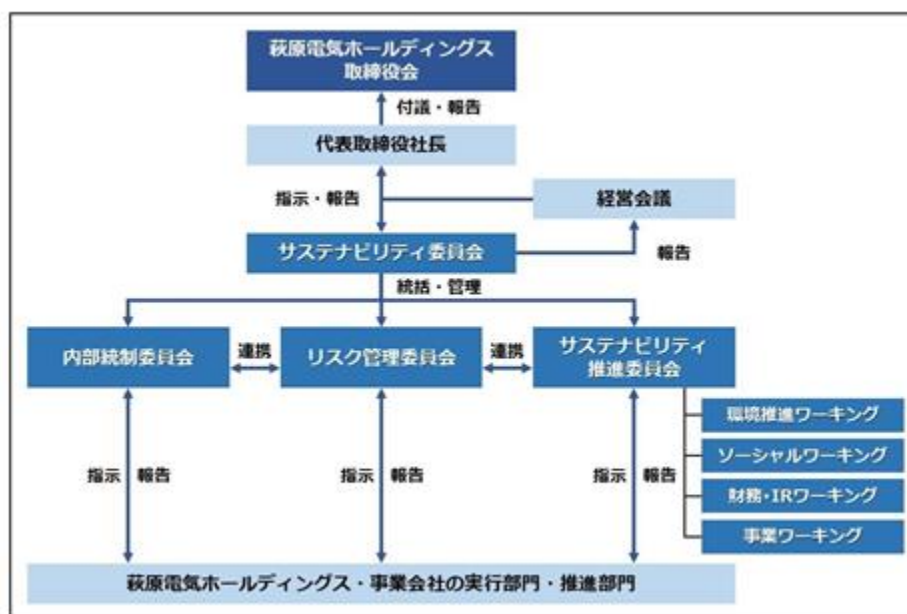 萩原電気ホールディングス
取締役会
付議・報告
代表取締役社長
指示・報告
経営会議
サステナビリティ委員会
報告
統括・管理
内部統制委員会
連携
リスク管理委員会
連携
サステナビリティ
推進委員会
環境推進ワーキング
ソーシャルワーキング
財務・IRワーキング
事業ワーキング
指示 報告
指示 報告
指示 報告
萩原電気ホールディングス・事業会社の実行部門・推進部門